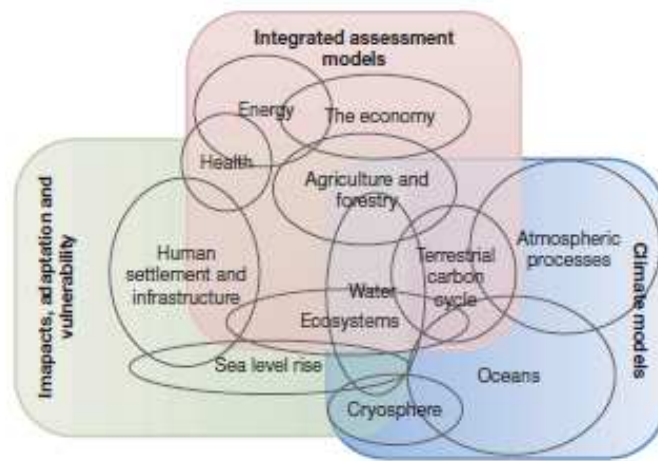 Integrated assessment
models
Energy
The economy
Health
Agriculture and
forestry
Imapacts, adaptation and
vulnerability
Human
settlement and
infrastructure
Water
Terrestrial
carbon
cycle
Atmospheric
processes
Climate models
Ecosystems
Sea level rise
Oceans
Cryosphere